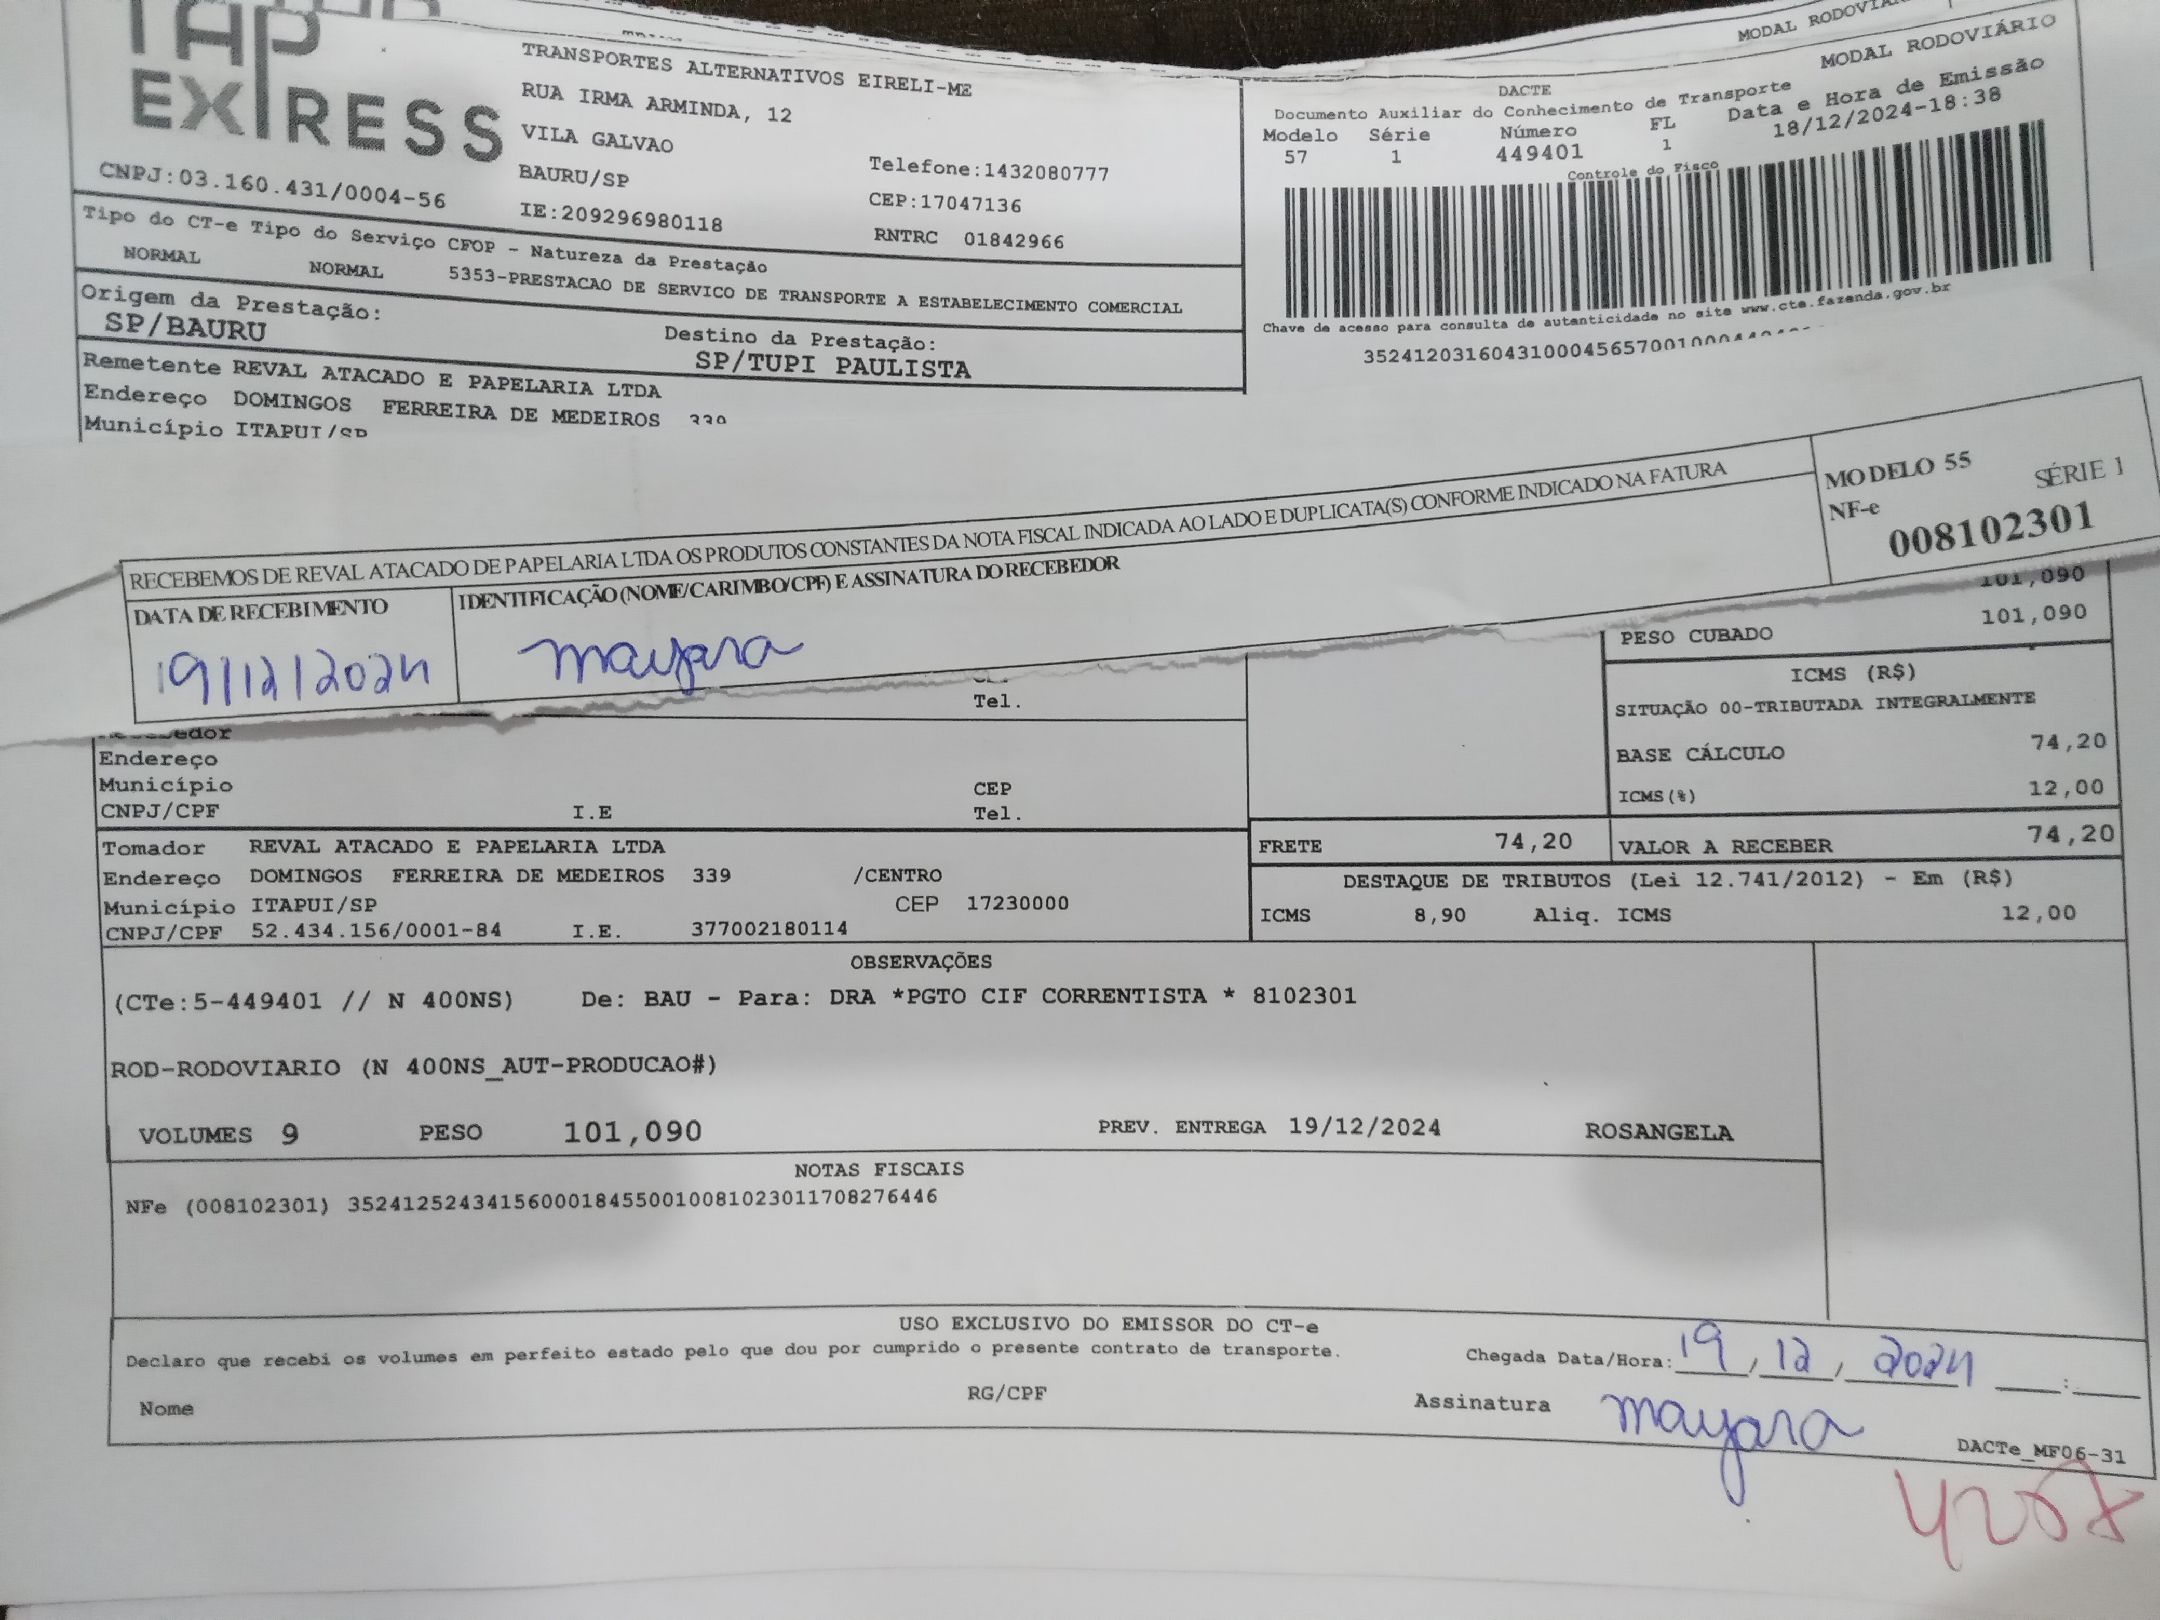 TAP
EXPRESS
CNPJ:03.160.431/0004-56
TRANSPORTES ALTERNATIVOS EIRELI-ME
RUA IRMA ARMINDA, 12
VILA GALVAO
BAURU/SP
IE:209296980118
Telefone:1432080777
CEP:17047136
RNTRC 01842966
MODAL RODOVIÁRIO
DACTE
Documento Auxiliar do Conhecimento de Transporte
Modelo Série Número FL Data e Hora de Emissão
57 1 449401 1 18/12/2024-18:38
Controle do Fisco
Chave de acesso para consulta de autenticidade no site www.cte.fazenda.gov.br
Tipo do CT-e Tipo do Serviço CFOP - Natureza da Prestação
NORMAL NORMAL 5353-PRESTACAO DE SERVICO DE TRANSPORTE A ESTABELECIMENTO COMERCIAL
Origem da Prestação: Destino da Prestação:
SP/BAURU SP/TUPI PAULISTA
Remetente REVAL ATACADO E PAPELARIA LTDA
Endereço DOMINGOS FERREIRA DE MEDEIROS 339
Município ITAPUI/SP
RECEBEMOS DE REVAL ATACADO DE PAPELARIA LTDA OS PRODUTOS CONSTANTES DA NOTA FISCAL INDICADA AO LADO E DUPLICATA(S) CONFORME INDICADO NA FATURA
MODELO 55 SÉRIE 1
NF-e
008102301
DATA DE RECEBIMENTO IDENTIFICAÇÃO (NOME/CARIMBO/CPF) E ASSINATURA DO RECEBEDOR
19/12/2024 mayara
101,090
PESO CUBADO 101,090
ICMS (R$)
SITUAÇÃO 00-TRIBUTADA INTEGRALMENTE
BASE CÁLCULO 74,20
ICMS(%) 12,00
Tel.
Endereço
Município CEP
CNPJ/CPF I.E Tel.
FRETE 74,20 VALOR A RECEBER 74,20
Tomador REVAL ATACADO E PAPELARIA LTDA
Endereço DOMINGOS FERREIRA DE MEDEIROS 339 /CENTRO
Município ITAPUI/SP CEP 17230000
CNPJ/CPF 52.434.156/0001-84 I.E. 377002180114
DESTAQUE DE TRIBUTOS (Lei 12.741/2012) - Em (R$)
ICMS 8,90 Aliq. ICMS 12,00
OBSERVAÇÕES
(CTe:5-449401 // N 400NS) De: BAU - Para: DRA *PGTO CIF CORRENTISTA * 8102301
ROD-RODOVIARIO (N 400NS_AUT-PRODUCAO#)
VOLUMES 9 PESO 101,090 PREV. ENTREGA 19/12/2024 ROSANGELA
NOTAS FISCAIS
NFe (008102301) 35241252434156000184550010081023011708276446
USO EXCLUSIVO DO EMISSOR DO CT-e
Declaro que recebi os volumes em perfeito estado pelo que dou por cumprido o presente contrato de transporte.
Chegada Data/Hora: 19, 12, 2024 :
Nome RG/CPF Assinatura mayara
DACTe_MF06-31